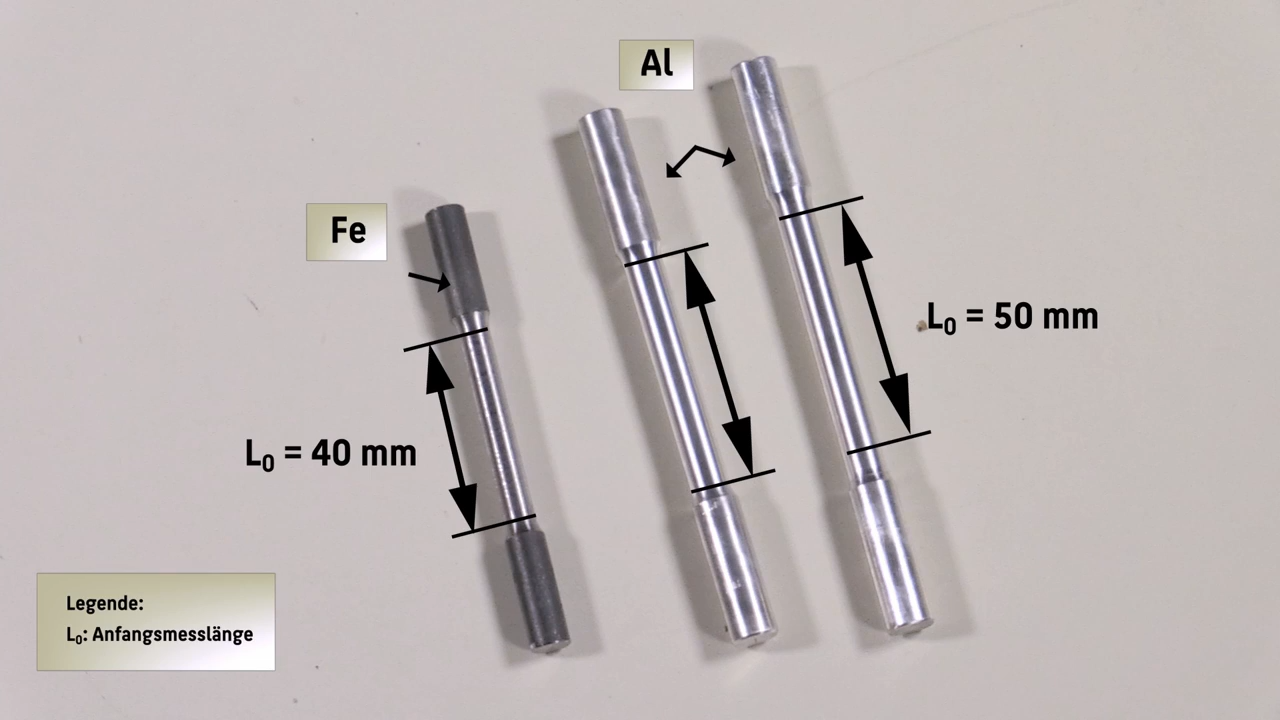 Al
Fe
L₀ = 50 mm
L₀ = 40 mm
Legende:
L₀: Anfangsmesslänge